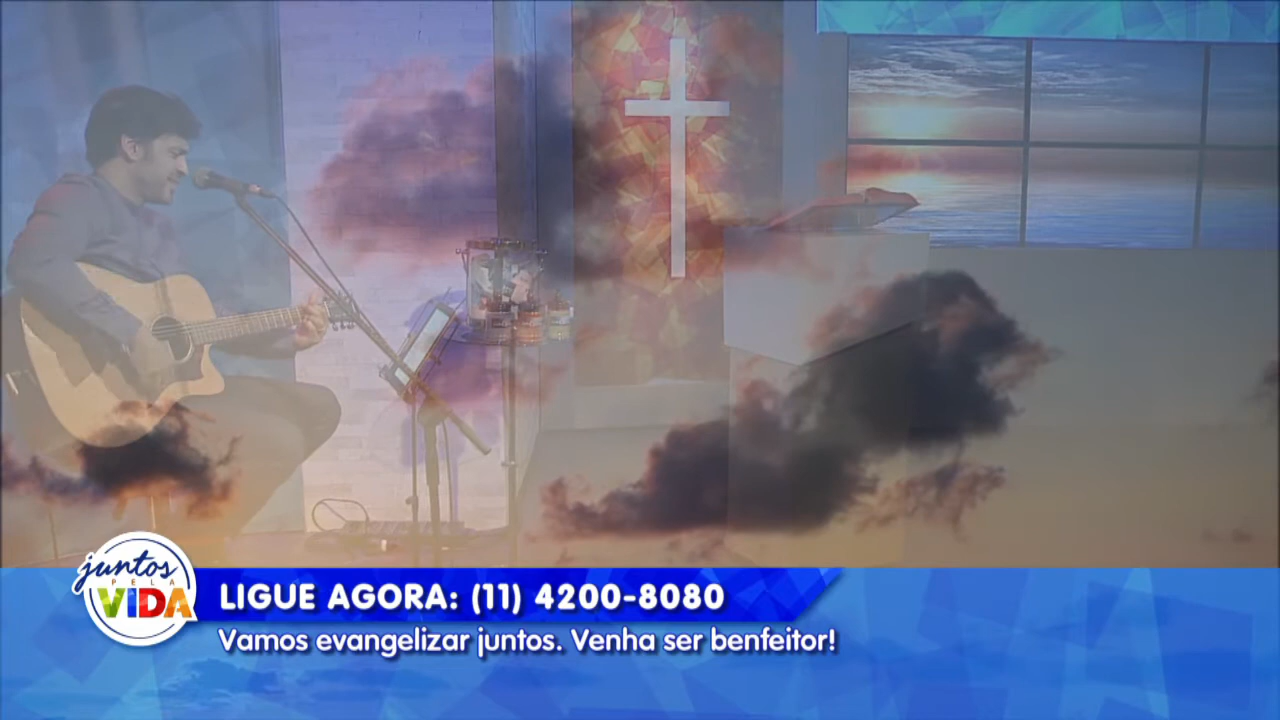 juntos
PELA
VIDA
LIGUE AGORA: (11) 4200-8080
Vamos evangelizar juntos. Venha ser benfeitor!